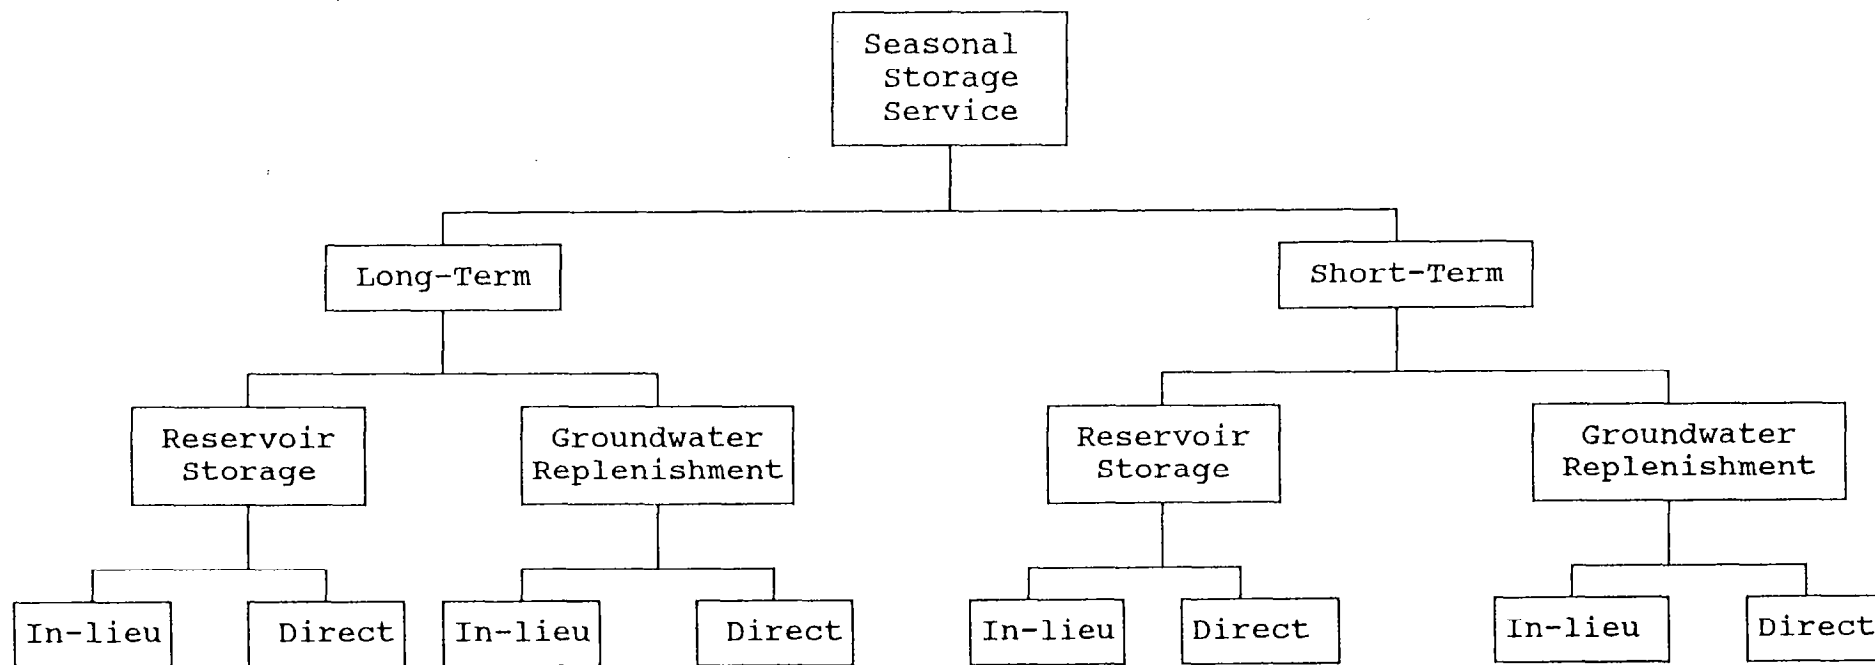 Seasonal
Storage
Service
Long-Term
Short-Term
Reservoir
Storage
Groundwater
Replenishment
Reservoir
Storage
Groundwater
Replenishment
In-lieu
Direct
In-lieu
Direct
In-lieu
Direct
In-lieu
Direct